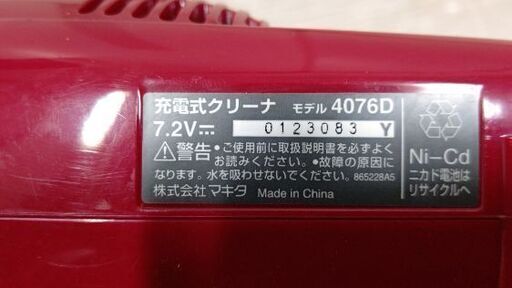 充電式クリーナ モデル 4076D
7.2V⎓ 0123083 Y
⚠警告 ●ご使用前に取扱説明書を必ずよく
お読みください。●故障の原因に
なります。水を吸わせないでください。 865228A5
株式会社マキタ Made in China
Ni-Cd
ニカド電池は
リサイクルへ